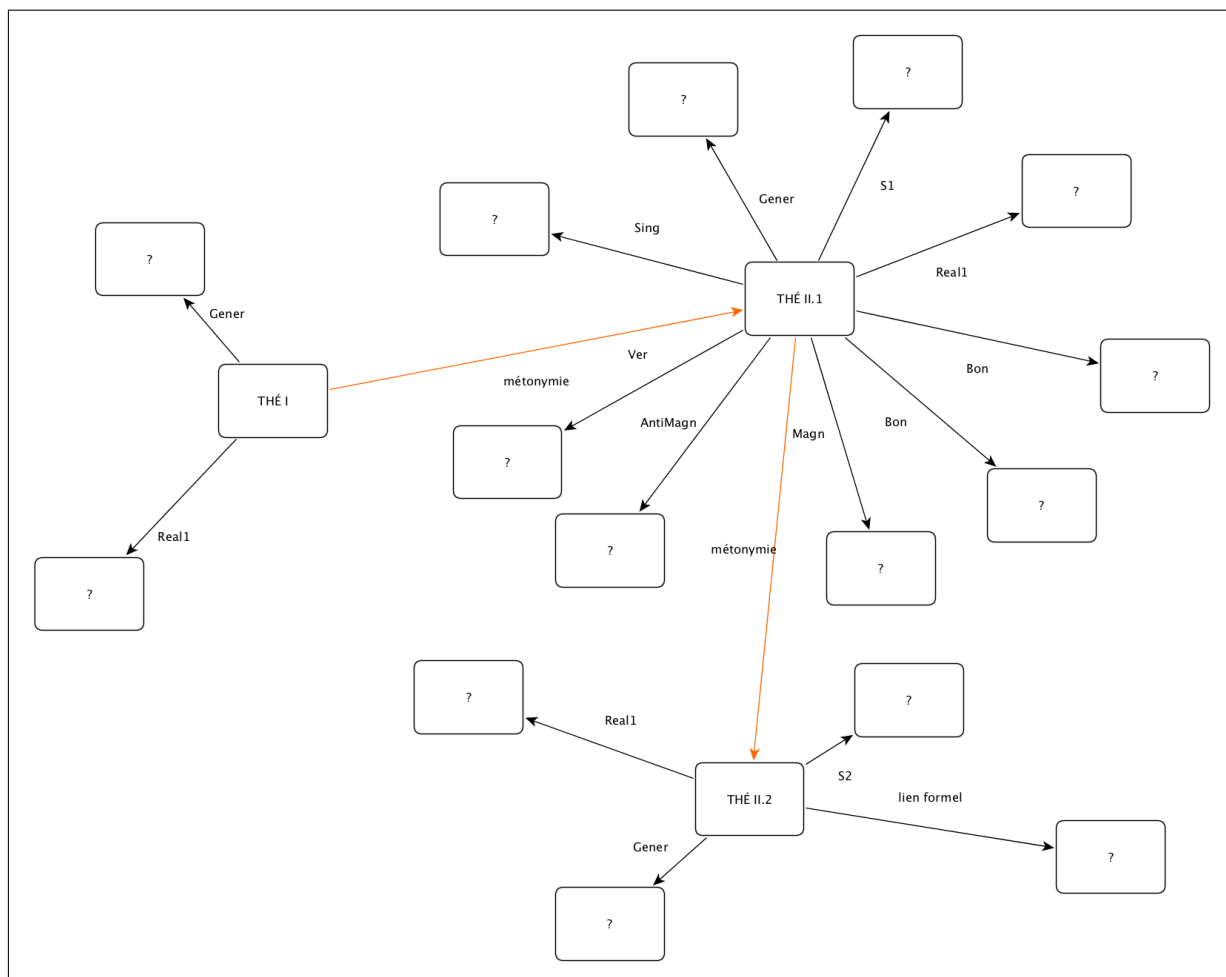 ?
?
Gener
S1
?
?
Sing
Real1
?
THÉ II.1
Gener
Ver
Bon
?
métonymie
THÉ I
AntiMagn
Magn
Bon
?
?
Real1
?
métonymie
?
?
?
Real1
?
S2
THÉ II.2
lien formel
Gener
?
?